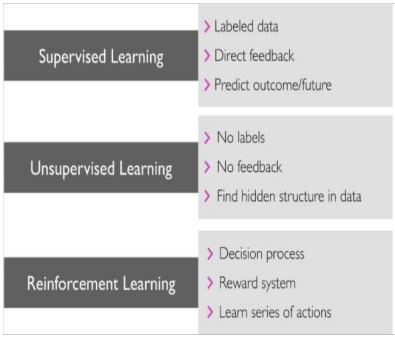 Supervised Learning
Labeled data
Direct feedback
Predict outcome/future
Unsupervised Learning
No labels
No feedback
Find hidden structure in data
Reinforcement Learning
Decision process
Reward system
Learn series of actions